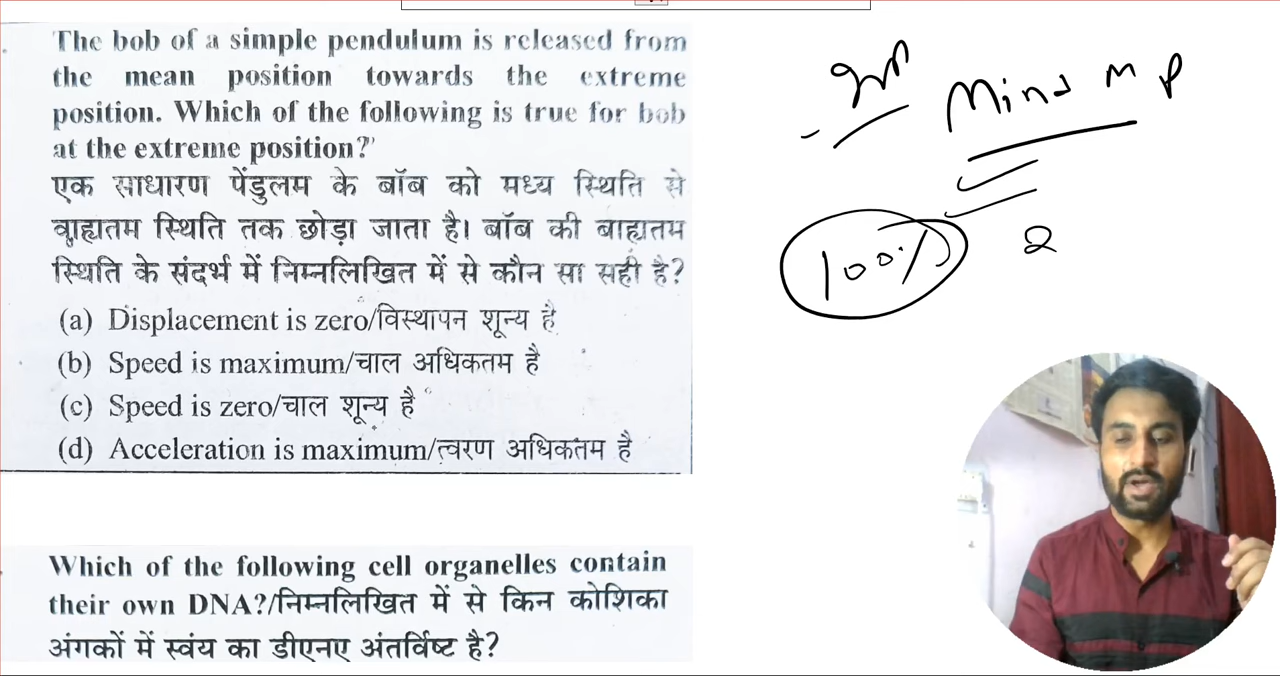 The bob of a simple pendulum is released from
the mean position towards the extreme
position. Which of the following is true for bob
at the extreme position?
एक साधारण पेंडुलम के बॉब को मध्य स्थिति से
वाह्यतम स्थिति तक छोड़ा जाता है। बॉब की बाह्यतम
स्थिति के संदर्भ में निम्नलिखित में से कौन सा सही है?
(a) Displacement is zero/विस्थापन शून्य है
(b) Speed is maximum/चाल अधिकतम है
(c) Speed is zero/चाल शून्य है
(d) Acceleration is maximum/त्वरण अधिकतम है
Which of the following cell organelles contain
their own DNA?/निम्नलिखित में से किन कोशिका
अंगकों में स्वंय का डीएनए अंतर्विष्ट है?
M P
100%
2